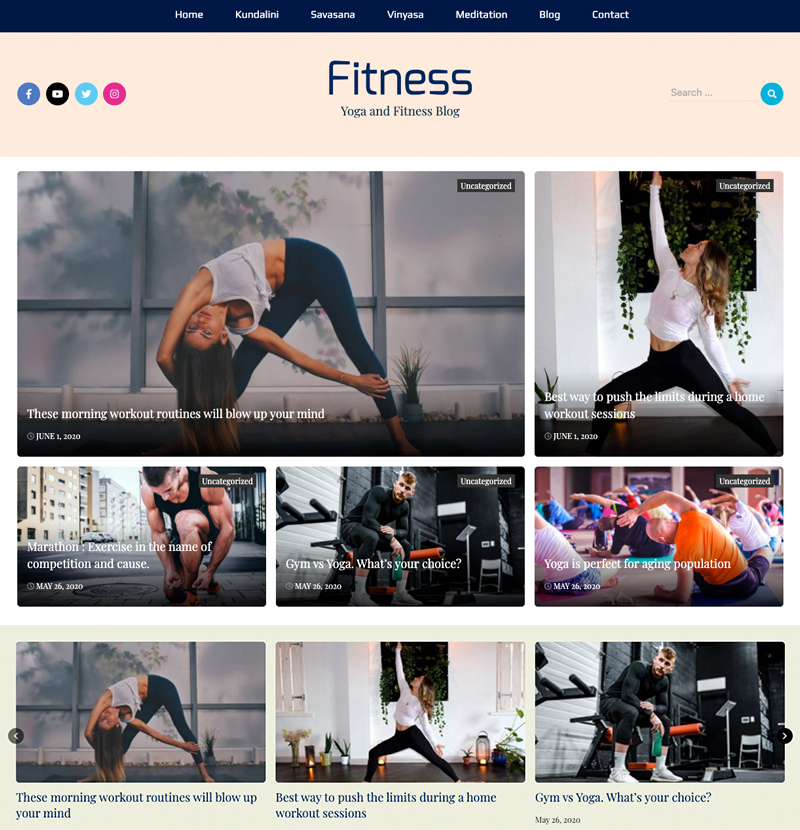 Home Kundalini Savasana Vinyasa Meditation Blog Contact
Fitness
Yoga and Fitness Blog
Search ...
Uncategorized
These morning workout routines will blow up your mind
JUNE 1, 2020
Uncategorized
Best way to push the limits during a home
workout sessions
JUNE 1, 2020
Uncategorized
Marathon : Exercise in the name of
competition and cause.
MAY 26, 2020
Uncategorized
Gym vs Yoga. What’s your choice?
MAY 26, 2020
Uncategorized
Yoga is perfect for aging population
MAY 26, 2020
These morning workout routines will blow up
your mind
Best way to push the limits during a home
workout sessions
Gym vs Yoga. What’s your choice?
May 26, 2020